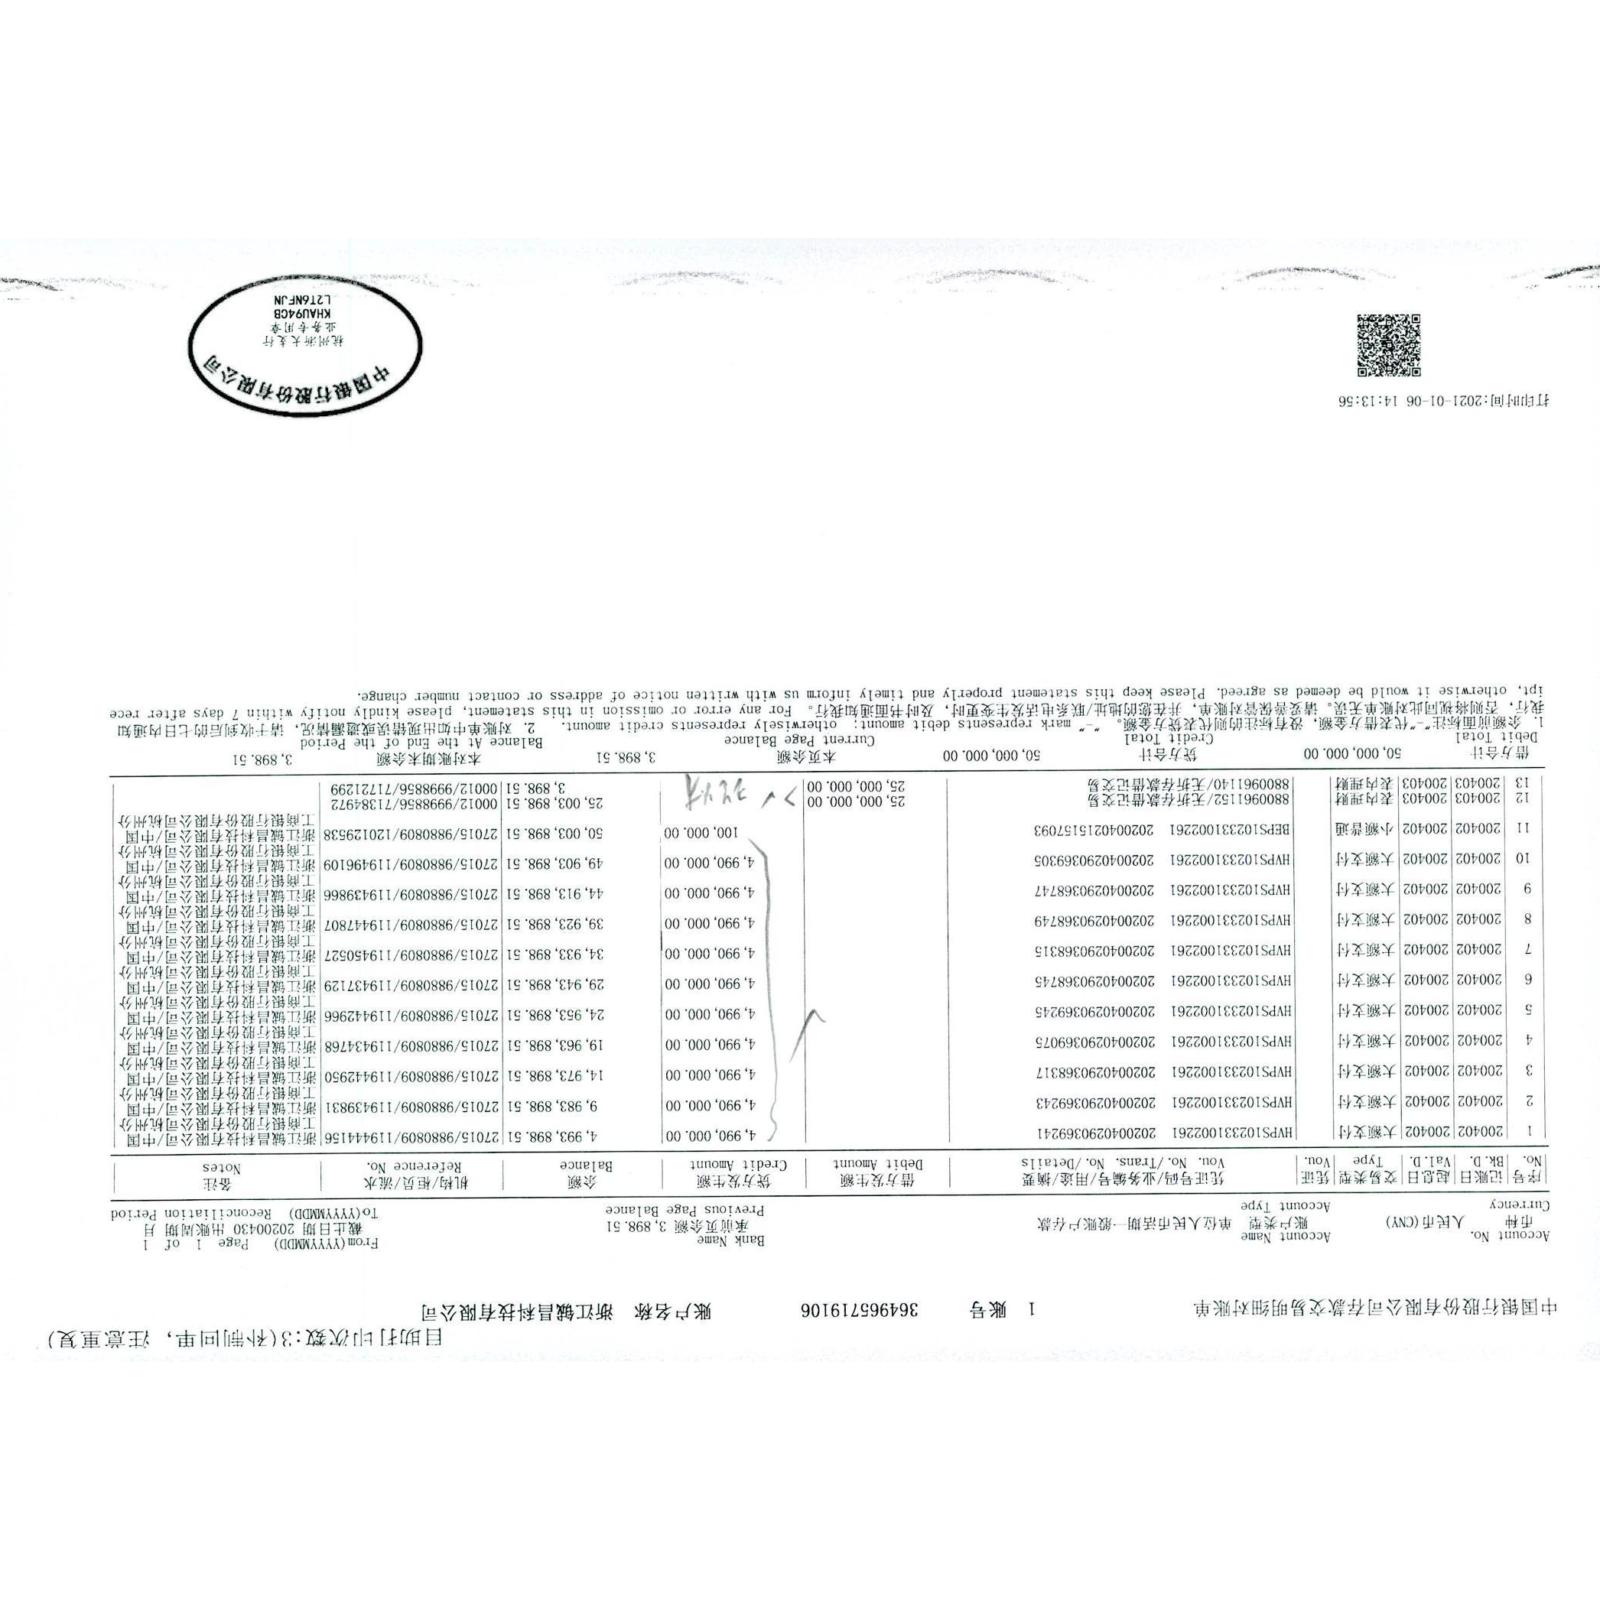 自助打印次数:3(补制回单, 注意重复)
中国银行股份有限公司存款交易明细对账单 1 账号 364965719106 账户名称 浙江铖昌科技有限公司
Account No. Account Name Bank Name From(YYYYMMDD) Page 1 of 1
币种 人民币(CNY) 账户类型 单位人民币活期一般账户存款 承前页余额 3,898.51 截止日期 20200430 出账周期 月
Currency Account Type Previous Page Balance To(YYYYMMDD) Reconciliation Period
序号 记账日 起息日 交易类型 凭证 凭证号码/业务编号/用途/摘要 借方发生额 贷方发生额 余额 机构/柜员/流水 备注
No. Bk.D. Val.D. Type Vou. Vou. No./Trans. No./Details Debit Amount Credit Amount Balance Reference No. Notes
1 200402 200402 大额支付 HVPS102331002261 2020040290369241 4,990,000.00 4,993,898.51 27015/9880809/119444156 浙江铖昌科技有限公司/中国
工商银行股份有限公司杭州分
2 200402 200402 大额支付 HVPS102331002261 2020040290369243 4,990,000.00 9,983,898.51 27015/9880809/119439831 浙江铖昌科技有限公司/中国
工商银行股份有限公司杭州分
3 200402 200402 大额支付 HVPS102331002261 2020040290368317 4,990,000.00 14,973,898.51 27015/9880809/119442950 浙江铖昌科技有限公司/中国
工商银行股份有限公司杭州分
4 200402 200402 大额支付 HVPS102331002261 2020040290369075 4,990,000.00 19,963,898.51 27015/9880809/119434768 浙江铖昌科技有限公司/中国
工商银行股份有限公司杭州分
5 200402 200402 大额支付 HVPS102331002261 2020040290369245 4,990,000.00 24,953,898.51 27015/9880809/119442966 浙江铖昌科技有限公司/中国
工商银行股份有限公司杭州分
6 200402 200402 大额支付 HVPS102331002261 2020040290368745 4,990,000.00 29,943,898.51 27015/9880809/119437129 浙江铖昌科技有限公司/中国
工商银行股份有限公司杭州分
7 200402 200402 大额支付 HVPS102331002261 2020040290368315 4,990,000.00 34,933,898.51 27015/9880809/119450527 浙江铖昌科技有限公司/中国
工商银行股份有限公司杭州分
8 200402 200402 大额支付 HVPS102331002261 2020040290368749 4,990,000.00 39,923,898.51 27015/9880809/119447807 浙江铖昌科技有限公司/中国
工商银行股份有限公司杭州分
9 200402 200402 大额支付 HVPS102331002261 2020040290368747 4,990,000.00 44,913,898.51 27015/9880809/119439866 浙江铖昌科技有限公司/中国
工商银行股份有限公司杭州分
10 200402 200402 大额支付 HVPS102331002261 2020040290369305 4,990,000.00 49,903,898.51 27015/9880809/119496109 浙江铖昌科技有限公司/中国
工商银行股份有限公司杭州分
11 200402 200402 小额普通 BEPS102331002261 2020040215157093 100,000.00 50,003,898.51 27015/9880809/120129538 浙江铖昌科技有限公司/中国
工商银行股份有限公司杭州分
12 200403 200403 表内理财 8800961152/无折存款借记交易 25,000,000.00 25,003,898.51 00012/9998856/71384972
13 200403 200403 表内理财 8800961140/无折存款借记交易 25,000,000.00 3,898.51 00012/9998856/71721299
借方合计 50,000,000.00 贷方合计 50,000,000.00 本页余额 3,898.51 本对账期末余额 3,898.51
Debit Total Credit Total Current Page Balance Balance At the End of the Period
1. 余额前面标注"-"代表借方金额, 没有标注的则代表贷方金额。"-" mark represents debit amount; otherwisely represents credit amount. 2. 对账单中如出现错误或遗漏情况, 请于收到后的七日内通知
我行, 否则将视同此对账单无误。请妥善保管对账单, 并在您的地址/联系电话发生变更时, 及时书面通知我行。For any error or omission in this statement, please kindly notify within 7 days after rece
ipt, otherwise it would be deemed as agreed. Please keep this statement properly and timely inform us with written notice of address or contact number change.
打印时间:2021-01-06 14:13:56
中国银行股份有限公司
杭州浙大支行
业务专用章
KHAU94CB
L2T6NFJN